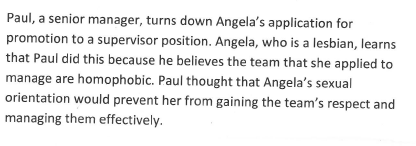 Paul, a senior manager, turns down Angela's application for
promotion to a supervisor position. Angela, who is a lesbian, learns
that Paul did this because he believes the team that she applied to
manage are homophobic. Paul thought that Angela's sexual
orientation would prevent her from gaining the team's respect and
managing them effectively.